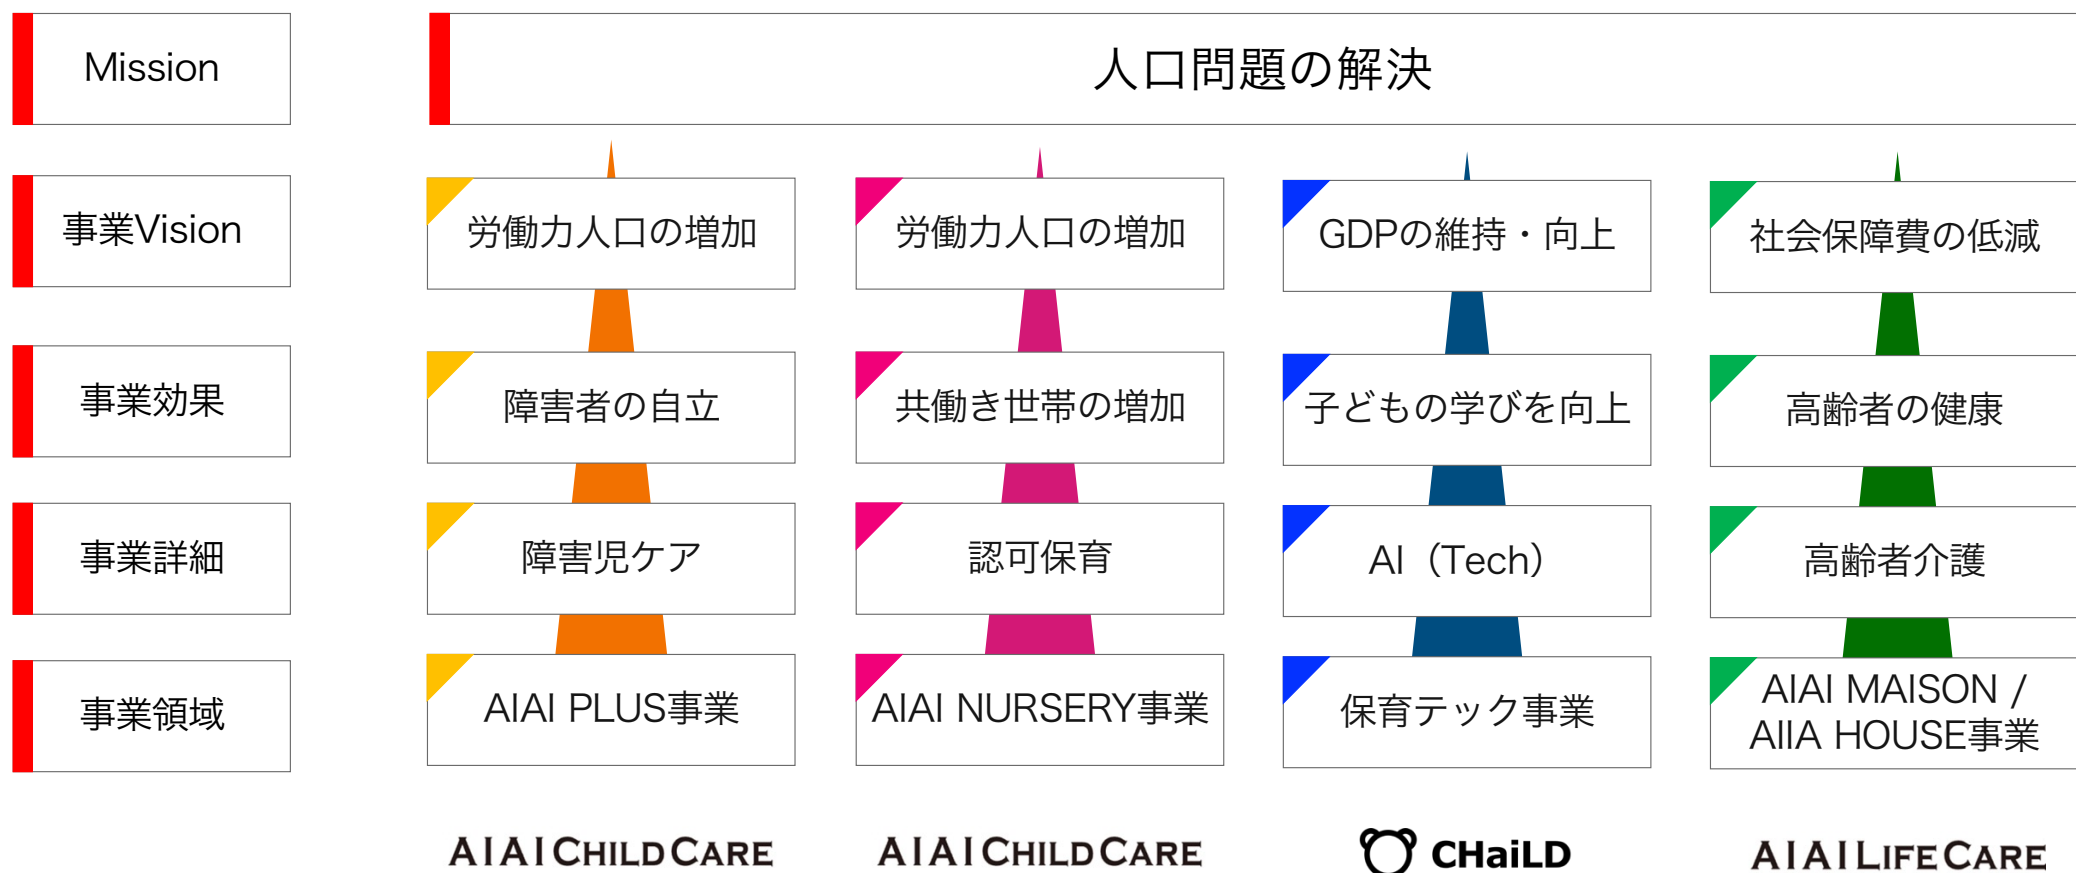 Mission
人口問題の解決
事業Vision
労働力人口の増加
労働力人口の増加
GDPの維持・向上
社会保障費の低減
事業効果
障害者の自立
共働き世帯の増加
子どもの学びを向上
高齢者の健康
事業詳細
障害児ケア
認可保育
AI（Tech）
高齢者介護
事業領域
AIAI PLUS事業
AIAI NURSERY事業
保育テック事業
AIAI MAISON /
AIIA HOUSE事業
AIAI CHILD CARE
AIAI CHILD CARE
CHaiLD
AIAI LIFE CARE